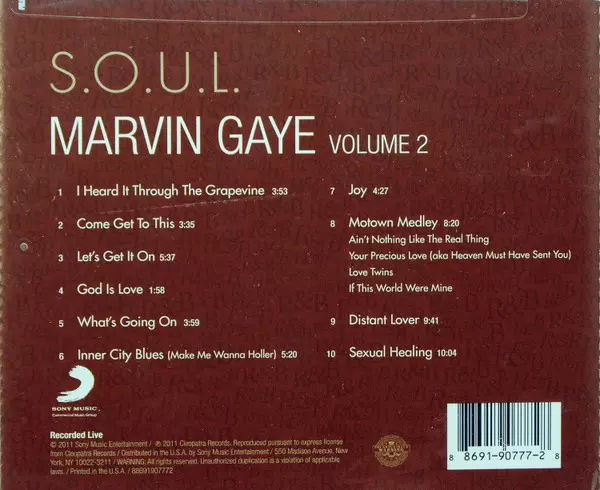 S.O.U.L.
MARVIN GAYE VOLUME 2
1 I Heard It Through The Grapevine 3:53
2 Come Get To This 3:35
3 Let's Get It On 5:37
4 God Is Love 1:58
5 What's Going On 3:59
6 Inner City Blues (Make Me Wanna Holler) 5:20
7 Joy 4:27
8 Motown Medley 8:20
Ain't Nothing Like The Real Thing
Your Precious Love (aka Heaven Must Have Sent You)
Love Twins
If This World Were Mine
9 Distant Lover 9:41
10 Sexual Healing 10:04
SONY MUSIC
Commercial Music Group
Recorded Live
© 2011 Sony Music Entertainment / ℗ 2011 Cleopatra Records. Reproduced pursuant to express license
from Cleopatra Records / Distributed in the U.S.A. by Sony Music Entertainment / 550 Madison Avenue, New
York, NY 10022-3211 / WARNING: All rights reserved. Unauthorized duplication is a violation of applicable
laws. / Printed in the U.S.A. / 88691907772
8 86919-90777-2 8